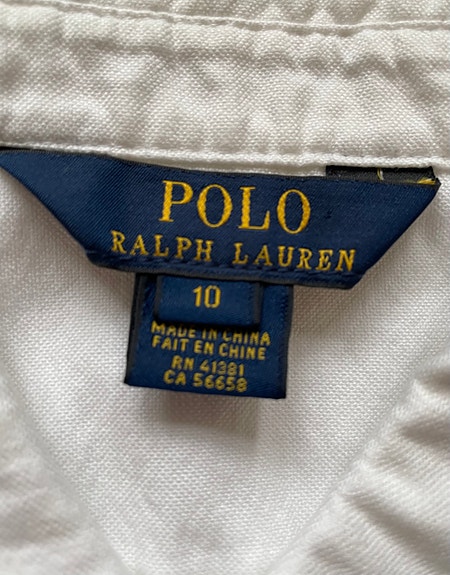 POLO
RALPH LAUREN
10
MADE IN CHINA
FAIT EN CHINE
RN 41381
CA 56658